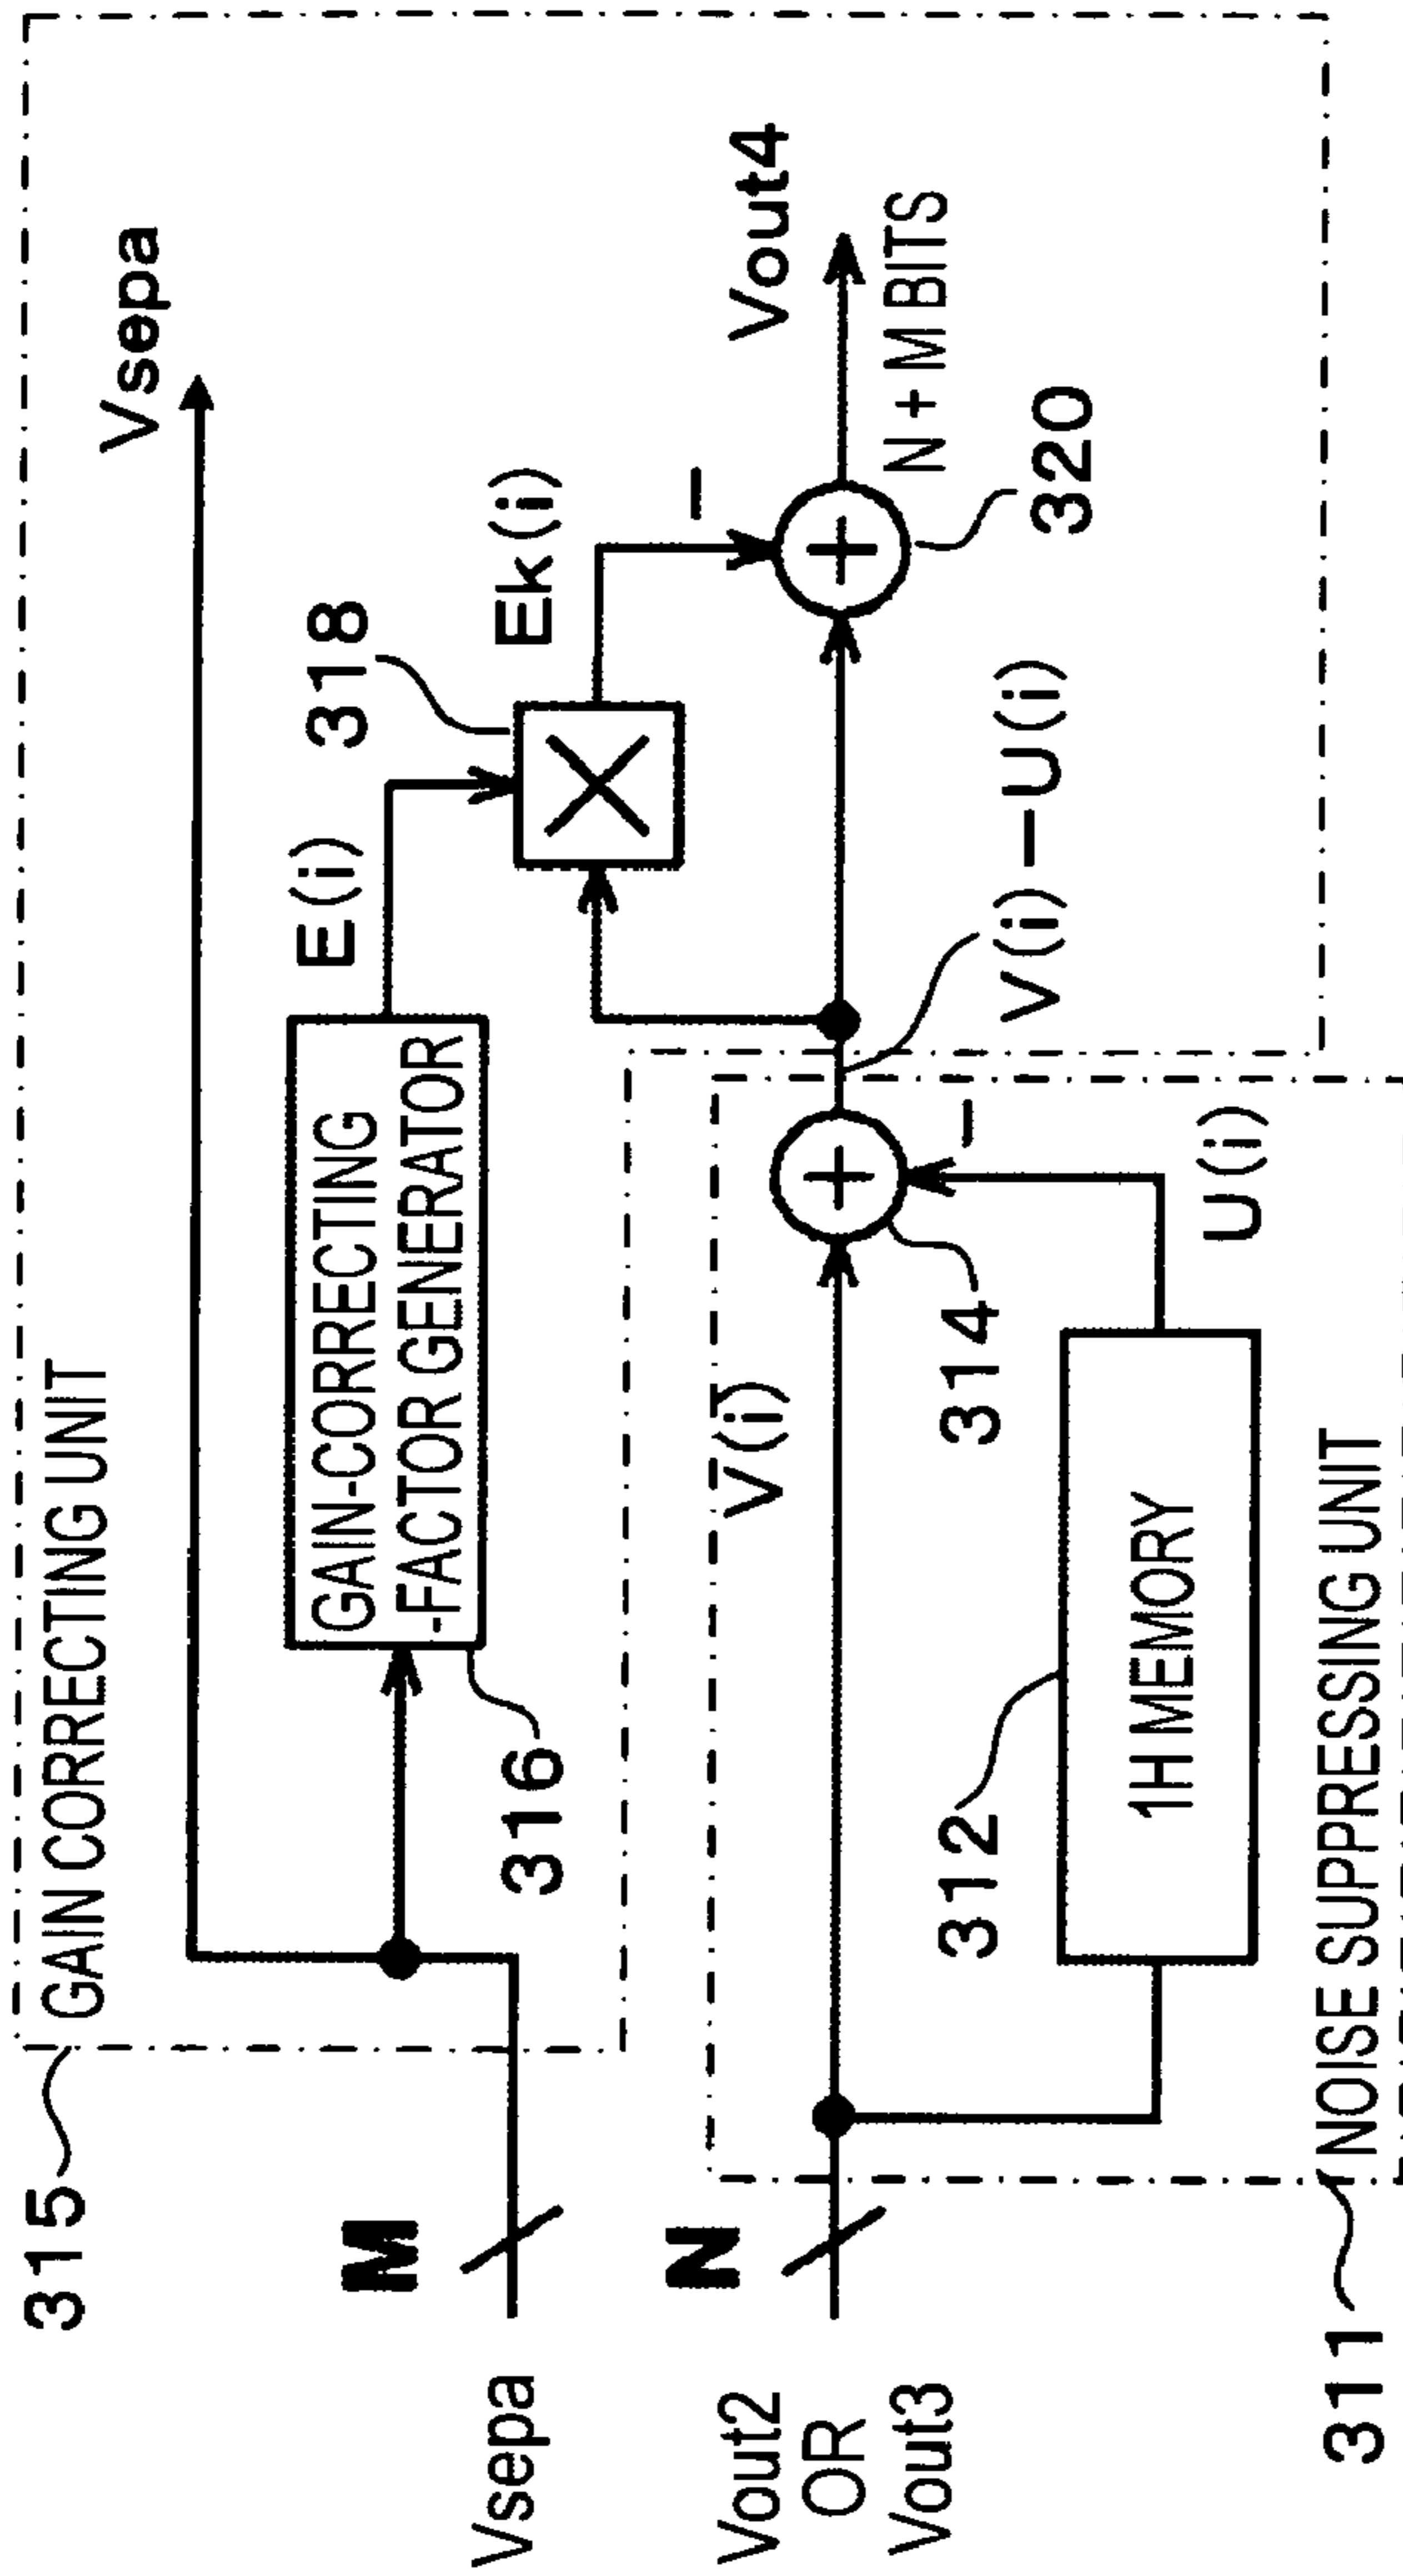 315
GAIN CORRECTING UNIT
Vsepa
M
Vsepa
GAIN-CORRECTING
-FACTOR GENERATOR
316
E(i)
318
Ek(i)
−
Vout4
N + M BITS
320
V(i)−U(i)
Vout2
OR
Vout3
N
V(i)
314
−
U(i)
312
1H MEMORY
311
NOISE SUPPRESSING UNIT